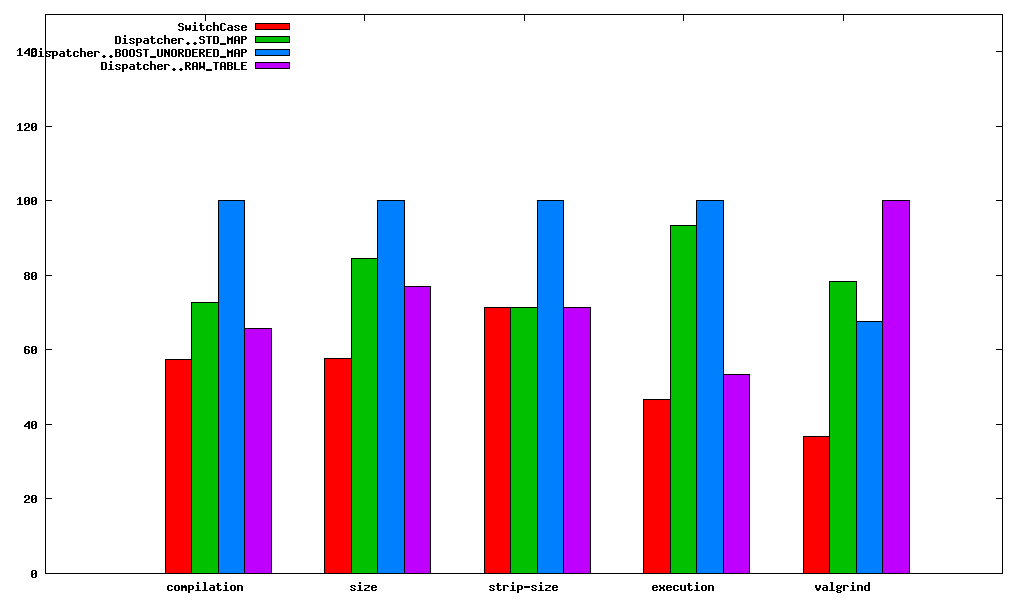 SwitchCase
Dispatcher..STD_MAP
140
Dispatcher..BOOST_UNORDERED_MAP
Dispatcher..RAW_TABLE
120
100
80
60
40
20
0
compilation
size
strip-size
execution
valgrind